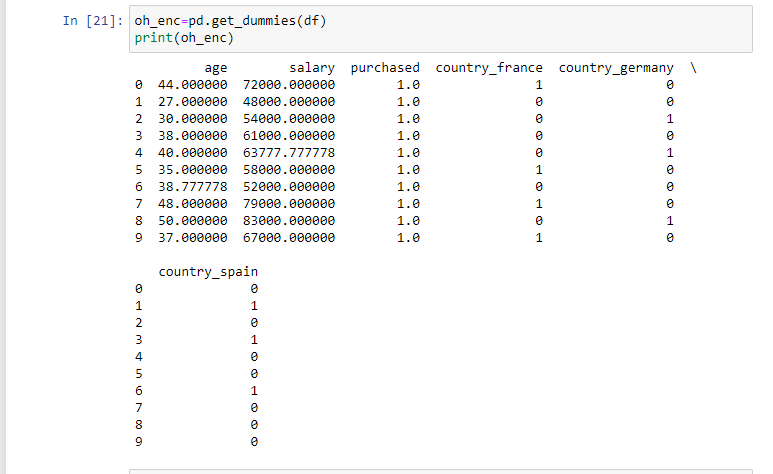 In [21]: oh_enc=pd.get_dummies(df)
print(oh_enc)
age salary purchased country_france country_germany \
0 44.000000 72000.000000 1.0 1 0
1 27.000000 48000.000000 1.0 0 0
2 30.000000 54000.000000 1.0 0 1
3 38.000000 61000.000000 1.0 0 0
4 40.000000 63777.777778 1.0 0 1
5 35.000000 58000.000000 1.0 1 0
6 38.777778 52000.000000 1.0 0 0
7 48.000000 79000.000000 1.0 1 0
8 50.000000 83000.000000 1.0 0 1
9 37.000000 67000.000000 1.0 1 0
country_spain
0 0
1 1
2 0
3 1
4 0
5 0
6 1
7 0
8 0
9 0